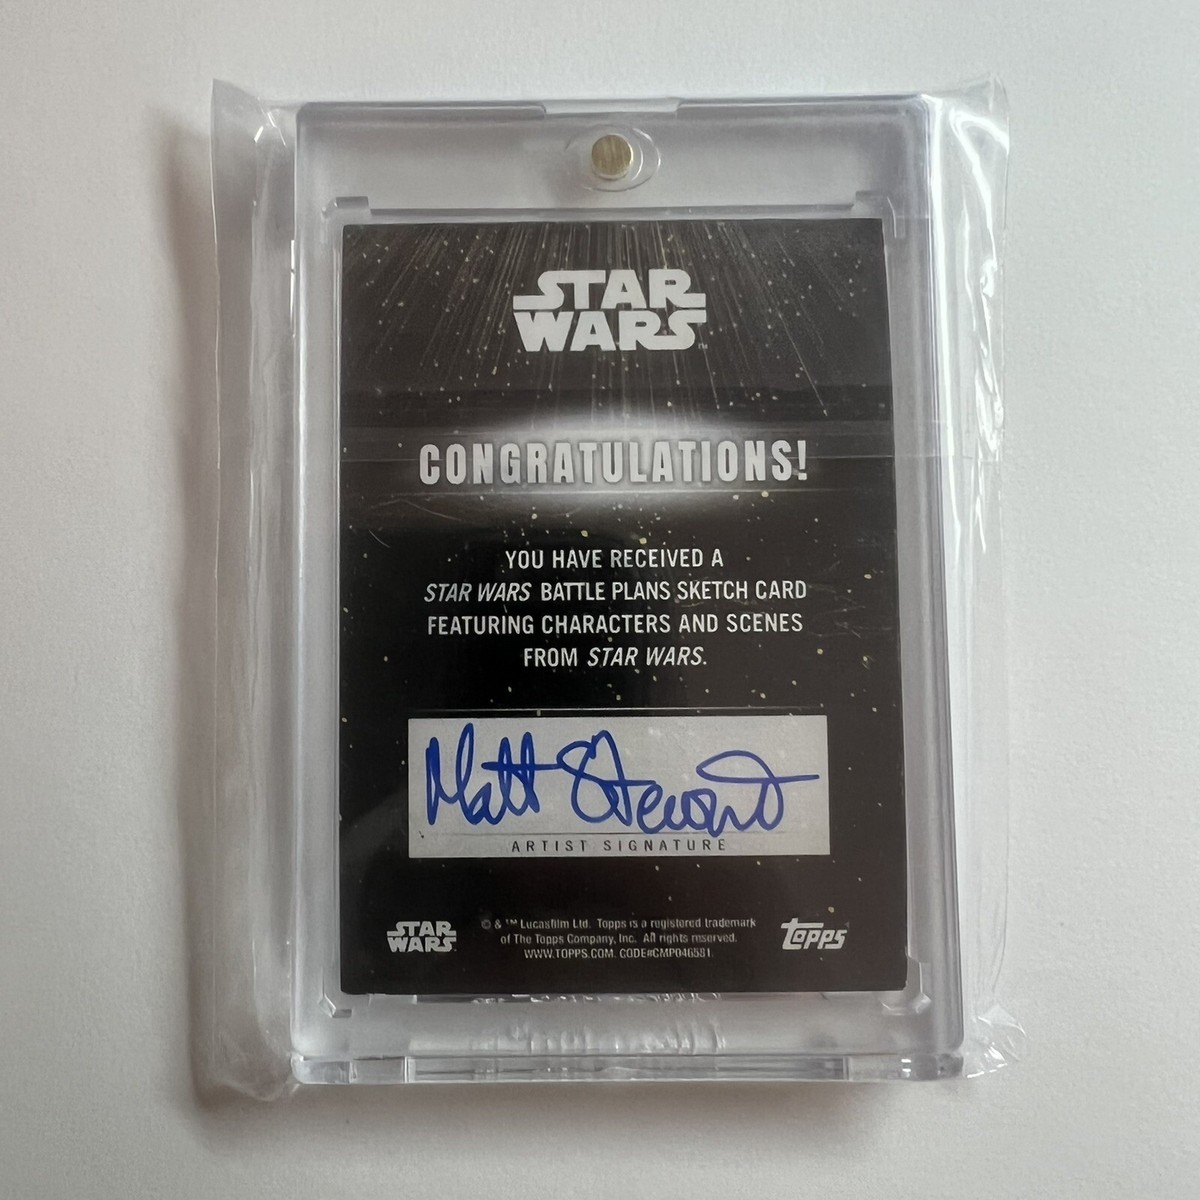 STAR
WARS
CONGRATULATIONS!
YOU HAVE RECEIVED A
STAR WARS BATTLE PLANS SKETCH CARD
FEATURING CHARACTERS AND SCENES
FROM STAR WARS.
Matt Stewart
ARTIST SIGNATURE
STAR
WARS
© & ™ Lucasfilm Ltd. Topps is a registered trademark
of The Topps Company, Inc. All rights reserved.
WWW.TOPPS.COM. CODE#CMP046581.
Topps